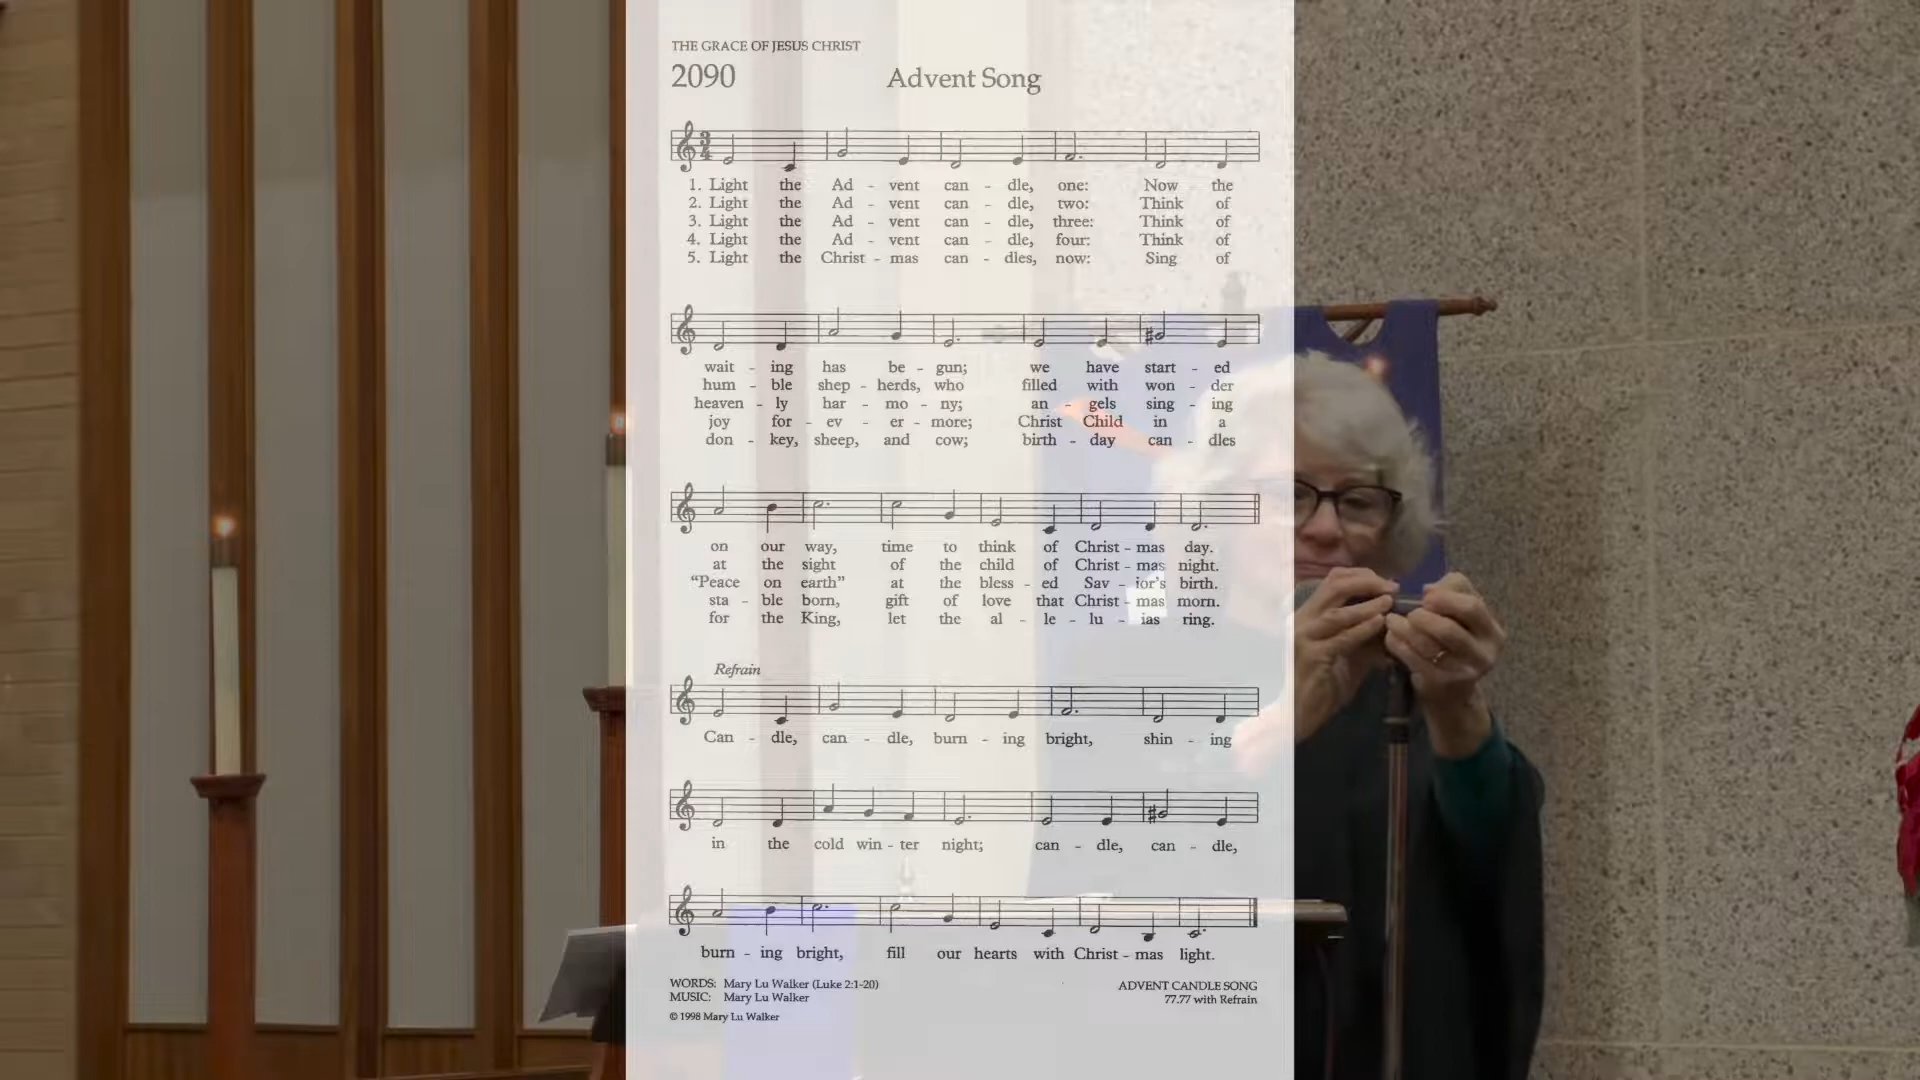 THE GRACE OF JESUS CHRIST
2090 Advent Song
3
4
1. Light the Ad - vent can - dle, one: Now the
2. Light the Ad - vent can - dle, two: Think of
3. Light the Ad - vent can - dle, three: Think of
4. Light the Ad - vent can - dle, four: Think of
5. Light the Christ - mas can - dles, now: Sing of
wait - ing has be - gun; we have start - ed
hum - ble shep - herds, who filled with won - der
heaven - ly har - mo - ny; an - gels sing - ing
joy for - ev - er - more; Christ Child in a
don - key, sheep, and cow; birth - day can - dles
on our way, time to think of Christ - mas day.
at the sight of the child of Christ - mas night.
“Peace on earth” at the bless - ed Sav - ior's birth.
sta - ble born, gift of love that Christ - mas morn.
for the King, let the al - le - lu - ias ring.
Refrain
Can - dle, can - dle, burn - ing bright, shin - ing
in the cold win - ter night; can - dle, can - dle,
burn - ing bright, fill our hearts with Christ - mas light.
WORDS: Mary Lu Walker (Luke 2:1-20) ADVENT CANDLE SONG
MUSIC: Mary Lu Walker 77.77 with Refrain
© 1998 Mary Lu Walker